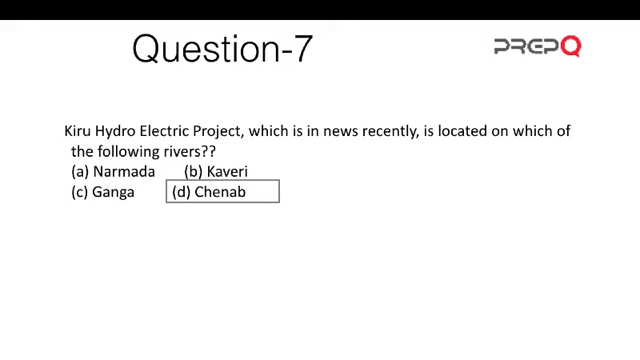 Question-7
PREPQ
Kiru Hydro Electric Project, which is in news recently, is located on which of
the following rivers??
(a) Narmada (b) Kaveri
(c) Ganga (d) Chenab